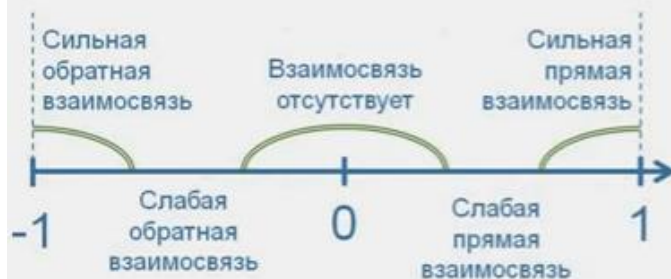 Сильная
обратная
взаимосвязь
Взаимосвязь
отсутствует
Сильная
прямая
взаимосвязь
-1
Слабая
обратная
взаимосвязь
0
Слабая
прямая
взаимосвязь
1